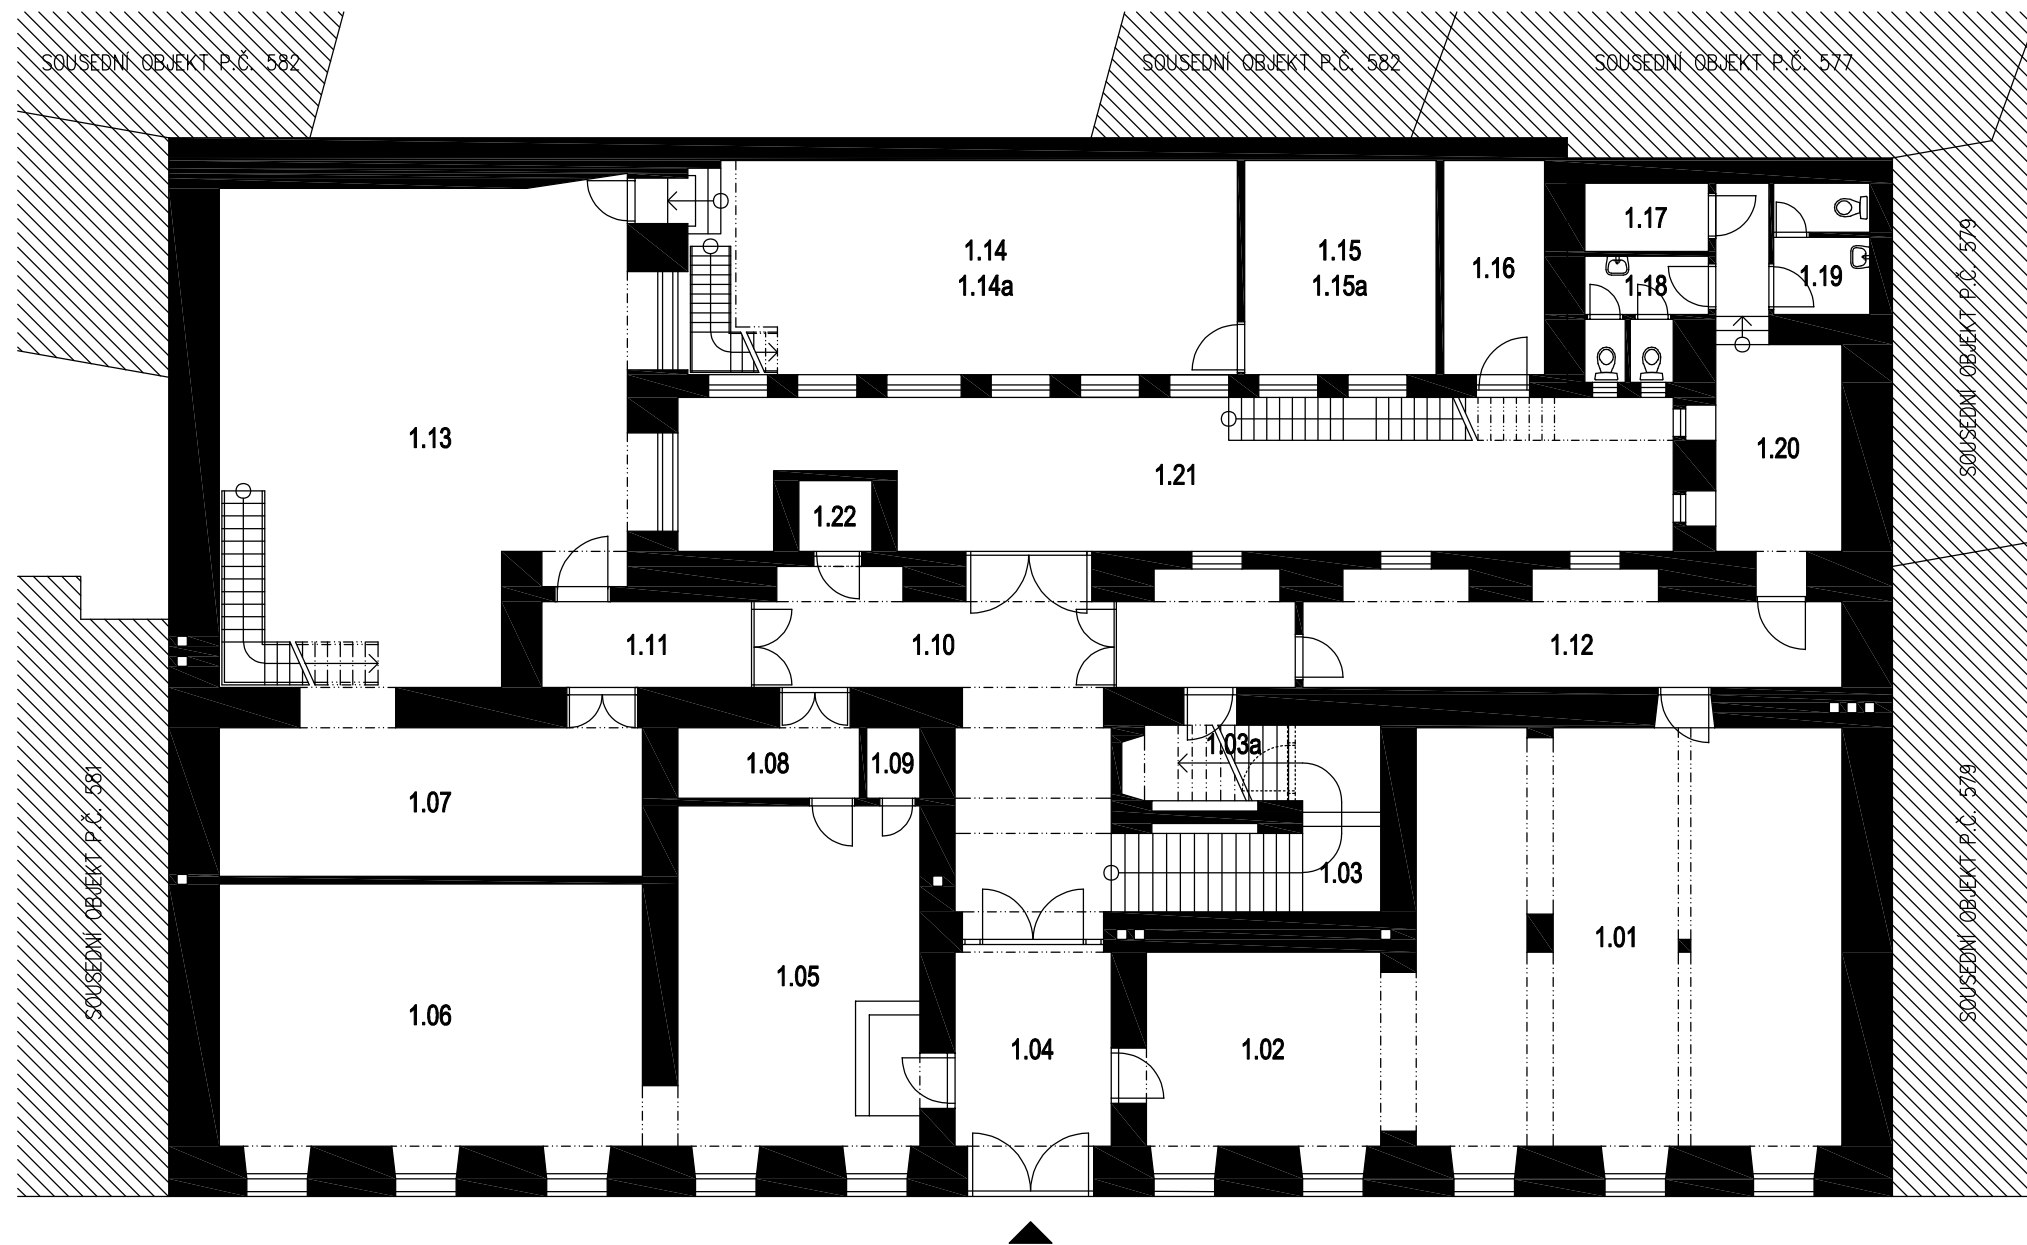 SOUSEDNÍ OBJEKT P.Č. 582
SOUSEDNÍ OBJEKT P.Č. 582
SOUSEDNÍ OBJEKT P.Č. 577
1.17
1.14
1.14a
1.15
1.15a
1.16
1.18
1.19
SOUSEDNÍ OBJEKT P.Č. 579
1.13
1.20
1.21
1.22
1.11
1.10
1.12
1.03a
1.08
1.09
1.07
SOUSEDNÍ OBJEKT P.Č. 581
SOUSEDNÍ OBJEKT P.Č. 579
1.03
1.01
1.05
1.06
1.04
1.02